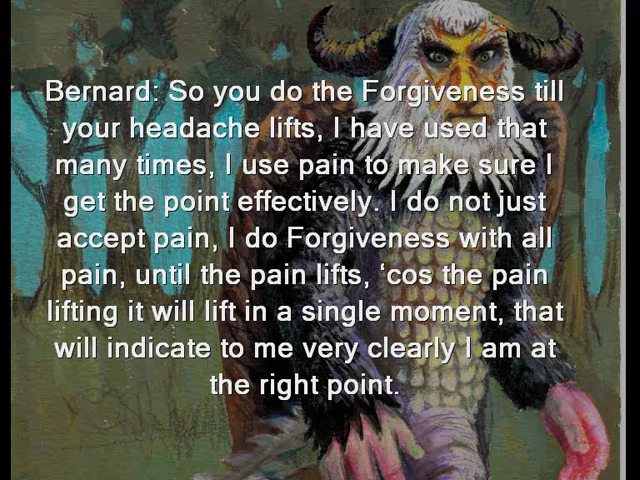 Bernard: So you do the Forgiveness till
your headache lifts, I have used that
many times, I use pain to make sure I
get the point effectively. I do not just
accept pain, I do Forgiveness with all
pain, until the pain lifts, ‘cos the pain
lifting it will lift in a single moment, that
will indicate to me very clearly I am at
the right point.